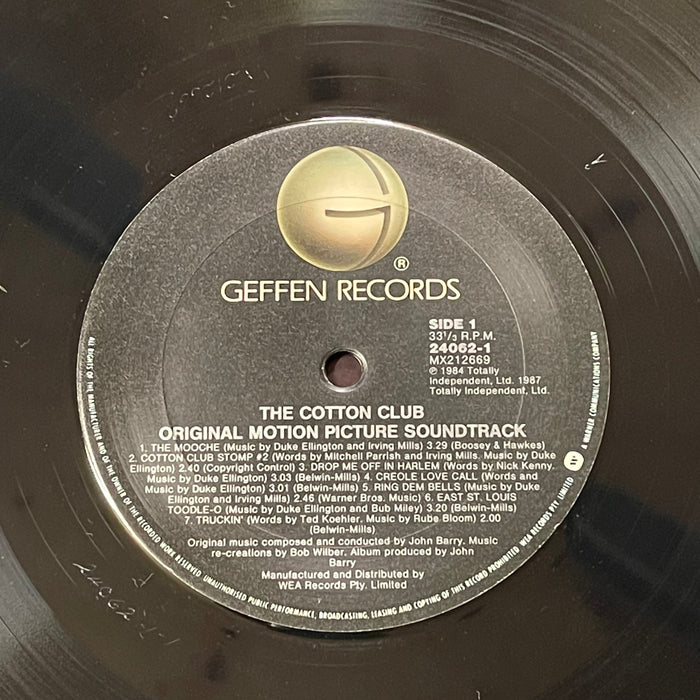 ®
GEFFEN RECORDS
SIDE 1
33 1/3 R.P.M.
24062-1
MX212669
℗ 1984 Totally
Independent, Ltd. 1987
Totally Independent, Ltd.
THE COTTON CLUB
ORIGINAL MOTION PICTURE SOUNDTRACK
1. THE MOOCHE (Music by Duke Ellington and Irving Mills) 3.29 (Boosey & Hawkes)
2. COTTON CLUB STOMP #2 (Words by Mitchell Parrish and Irving Mills. Music by Duke
Ellington) 2.40 (Copyright Control) 3. DROP ME OFF IN HARLEM (Words by Nick Kenny.
Music by Duke Ellington) 3.03 (Belwin-Mills) 4. CREOLE LOVE CALL (Words and
Music by Duke Ellington) 3.01 (Belwin-Mills) 5. RING DEM BELLS (Music by Duke
Ellington and Irving Mills) 2.46 (Warner Bros. Music) 6. EAST ST. LOUIS
TOODLE-O (Music by Duke Ellington and Bub Miley) 3.20 (Belwin-Mills)
7. TRUCKIN' (Words by Ted Koehler. Music by Rube Bloom) 2.00
(Belwin-Mills)
Original music composed and conducted by John Barry. Music
re-creations by Bob Wilber. Album produced by John
Barry
Manufactured and Distributed by
WEA Records Pty. Limited
ALL RIGHTS OF THE MANUFACTURER AND OF THE OWNER OF THE RECORDED WORK RESERVED UNAUTHORISED PUBLIC PERFORMANCE, BROADCASTING, LEASING AND COPYING OF THIS RECORD PROHIBITED WEA RECORDS PTY. LIMITED
A WARNER COMMUNICATIONS COMPANY
24062-1-1